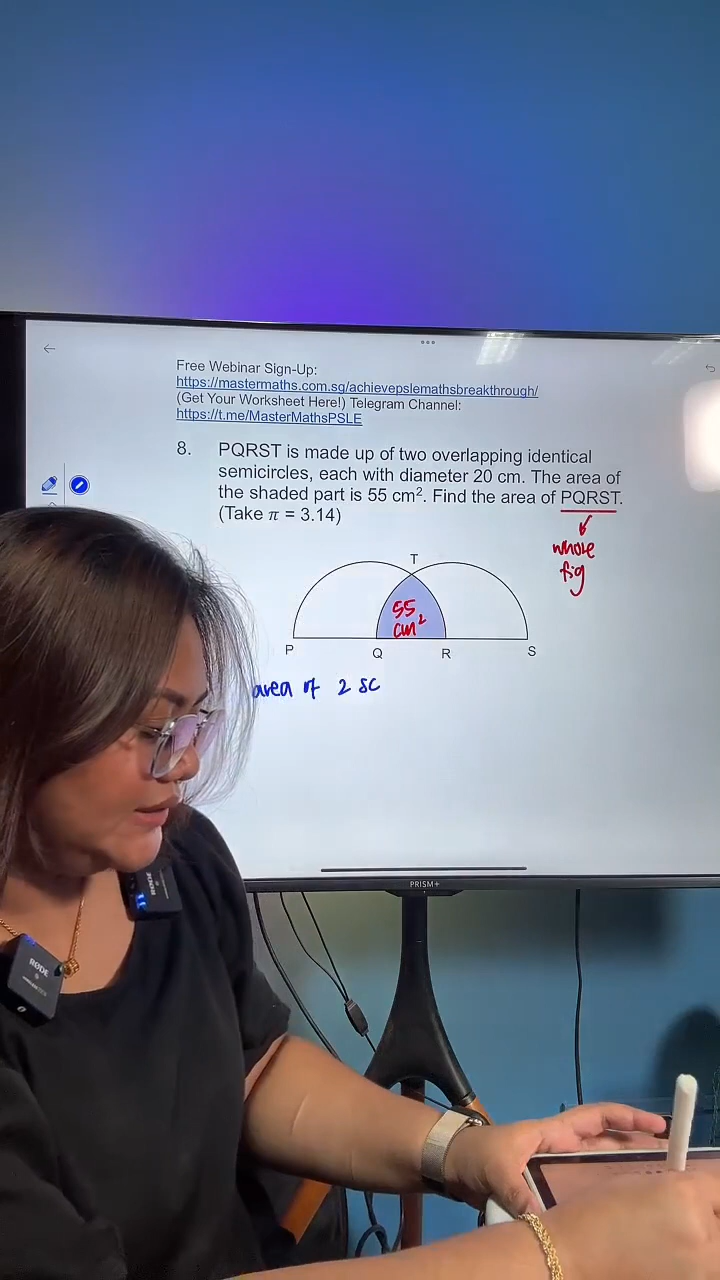 Free Webinar Sign-Up:
https://mastermaths.com.sg/achievepslemathsbreakthrough/
(Get Your Worksheet Here!) Telegram Channel:
https://t.me/MasterMathsPSLE
8. PQRST is made up of two overlapping identical
semicircles, each with diameter 20 cm. The area of
the shaded part is 55 cm². Find the area of PQRST.
(Take π = 3.14)
whole
fig
T
55
cm²
P Q R S
area of 2 SC
PRISM+
RØDE
RØDE